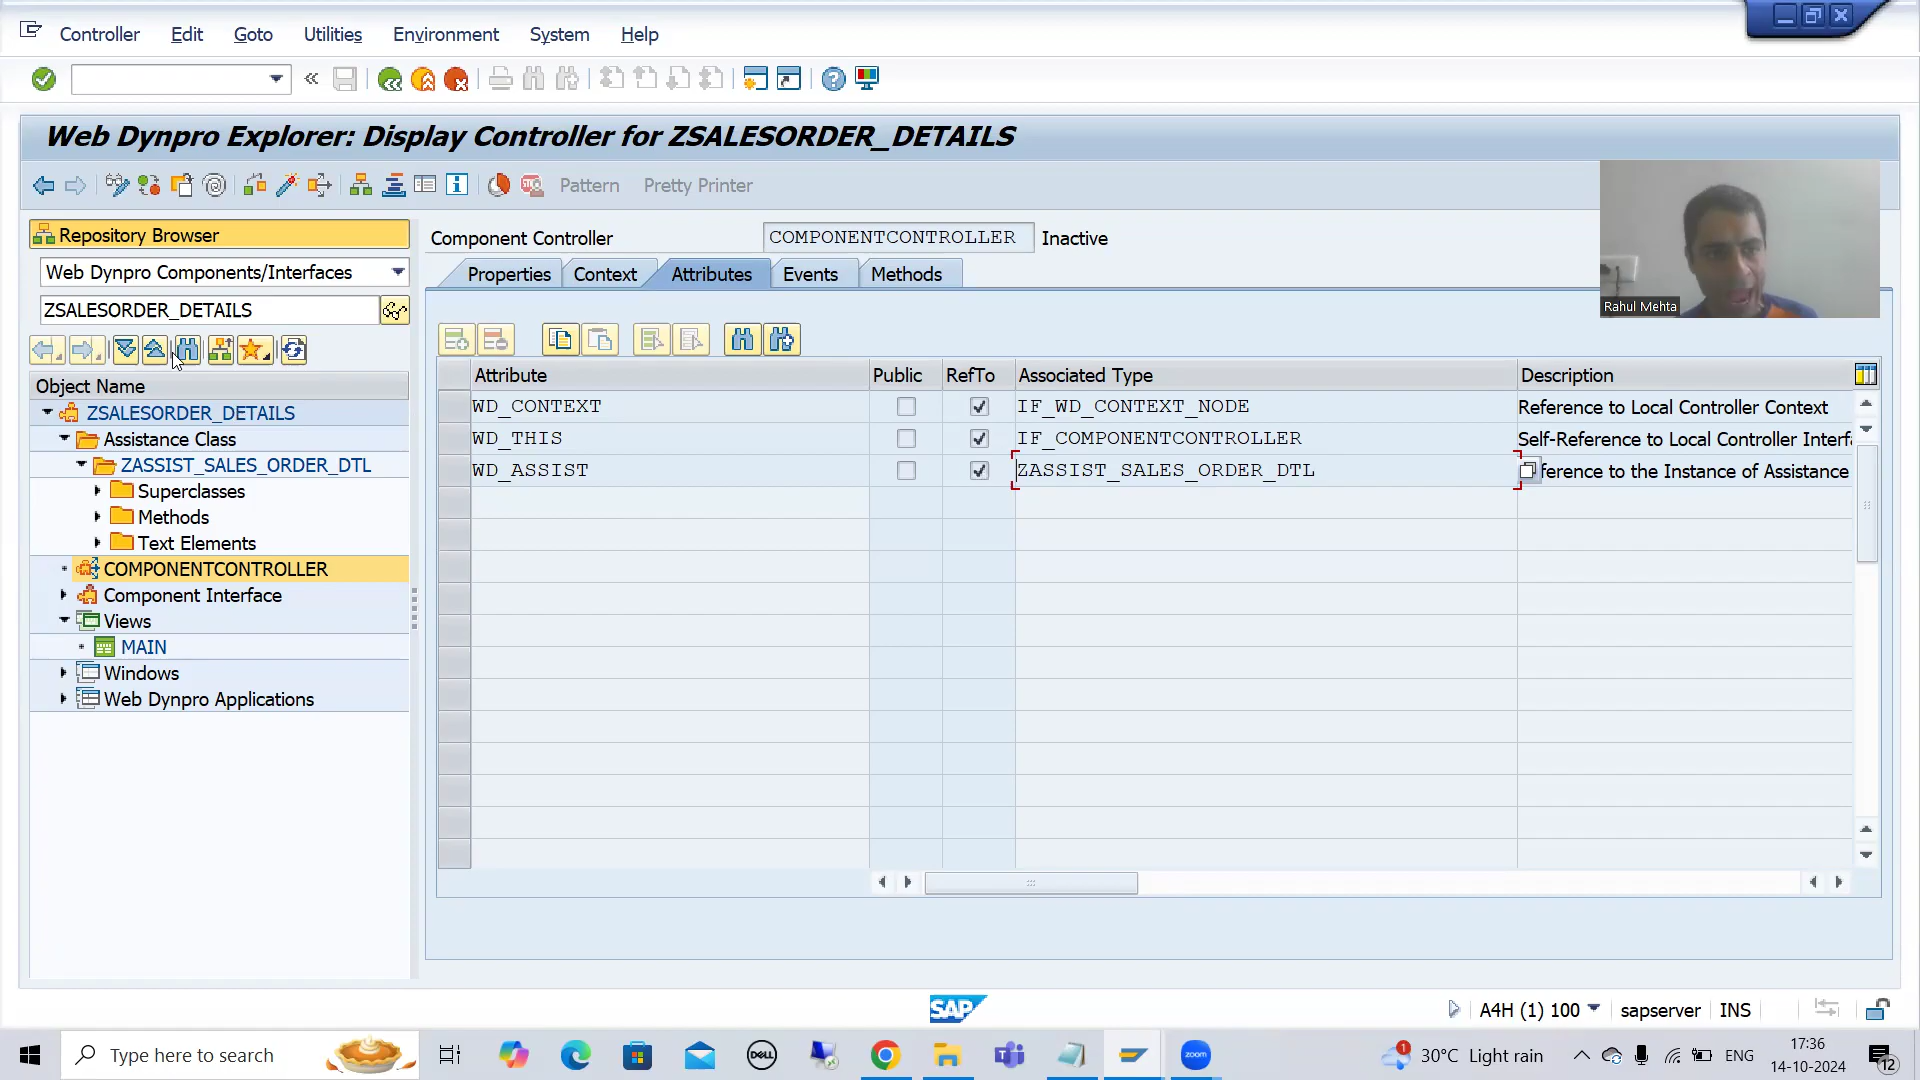 Controller Edit Goto Utilities Environment System Help
Web Dynpro Explorer: Display Controller for ZSALESORDER_DETAILS
Pattern Pretty Printer
Repository Browser
Web Dynpro Components/Interfaces
ZSALESORDER_DETAILS
Object Name
ZSALESORDER_DETAILS
Assistance Class
ZASSIST_SALES_ORDER_DTL
Superclasses
Methods
Text Elements
COMPONENTCONTROLLER
Component Interface
Views
MAIN
Windows
Web Dynpro Applications
Component Controller COMPONENTCONTROLLER Inactive
Properties Context Attributes Events Methods
Attribute Public RefTo Associated Type Description
WD_CONTEXT IF_WD_CONTEXT_NODE Reference to Local Controller Context
WD_THIS IF_COMPONENTCONTROLLER Self-Reference to Local Controller Interf
WD_ASSIST ZASSIST_SALES_ORDER_DTL ference to the Instance of Assistance
Rahul Mehta
SAP
A4H (1) 100 sapserver INS
Type here to search
DELL
zoom
1
30°C Light rain
ENG
17:36
14-10-2024
12